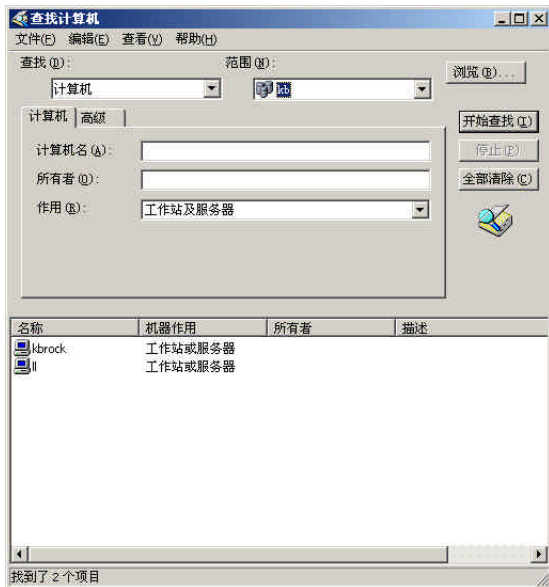 查找计算机
文件(F) 编辑(E) 查看(V) 帮助(H)
查找(D): 范围(N):
计算机 kb 浏览(B)...
计算机 高级
开始查找(I)
计算机名(A):
停止(P)
所有者(O):
全部清除(C)
作用(R): 工作站及服务器
名称 机器作用 所有者 描述
kbrock 工作站或服务器
ll 工作站或服务器
找到了 2 个项目